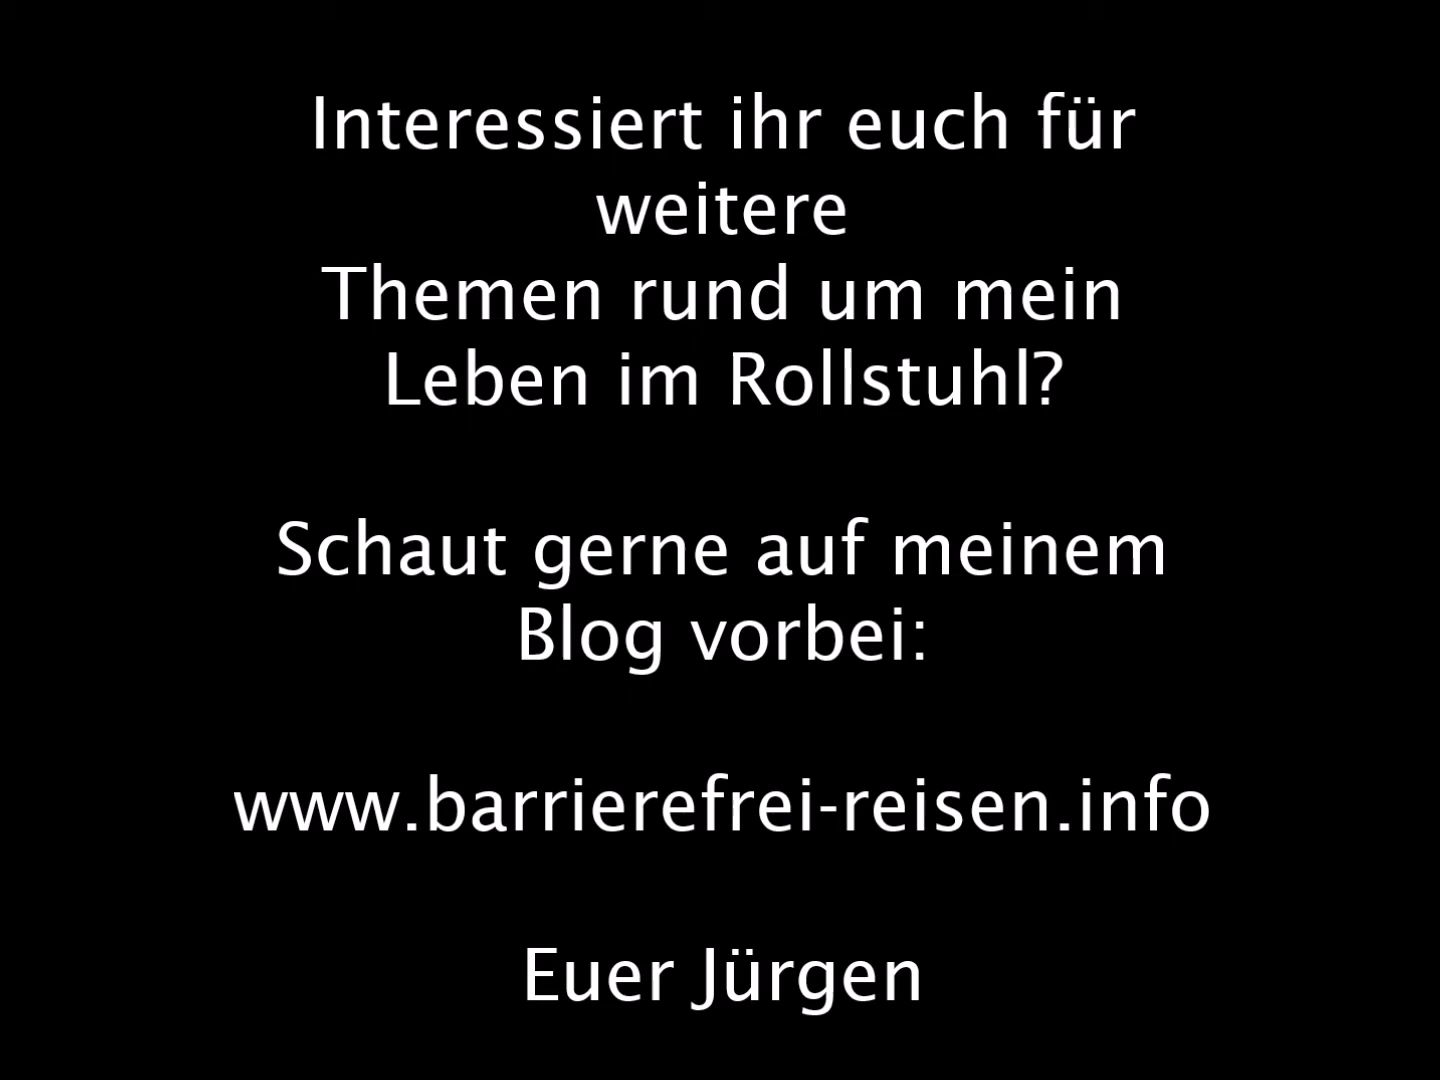 Interessiert ihr euch für
weitere
Themen rund um mein
Leben im Rollstuhl?
Schaut gerne auf meinem
Blog vorbei:
www.barrierefrei-reisen.info
Euer Jürgen